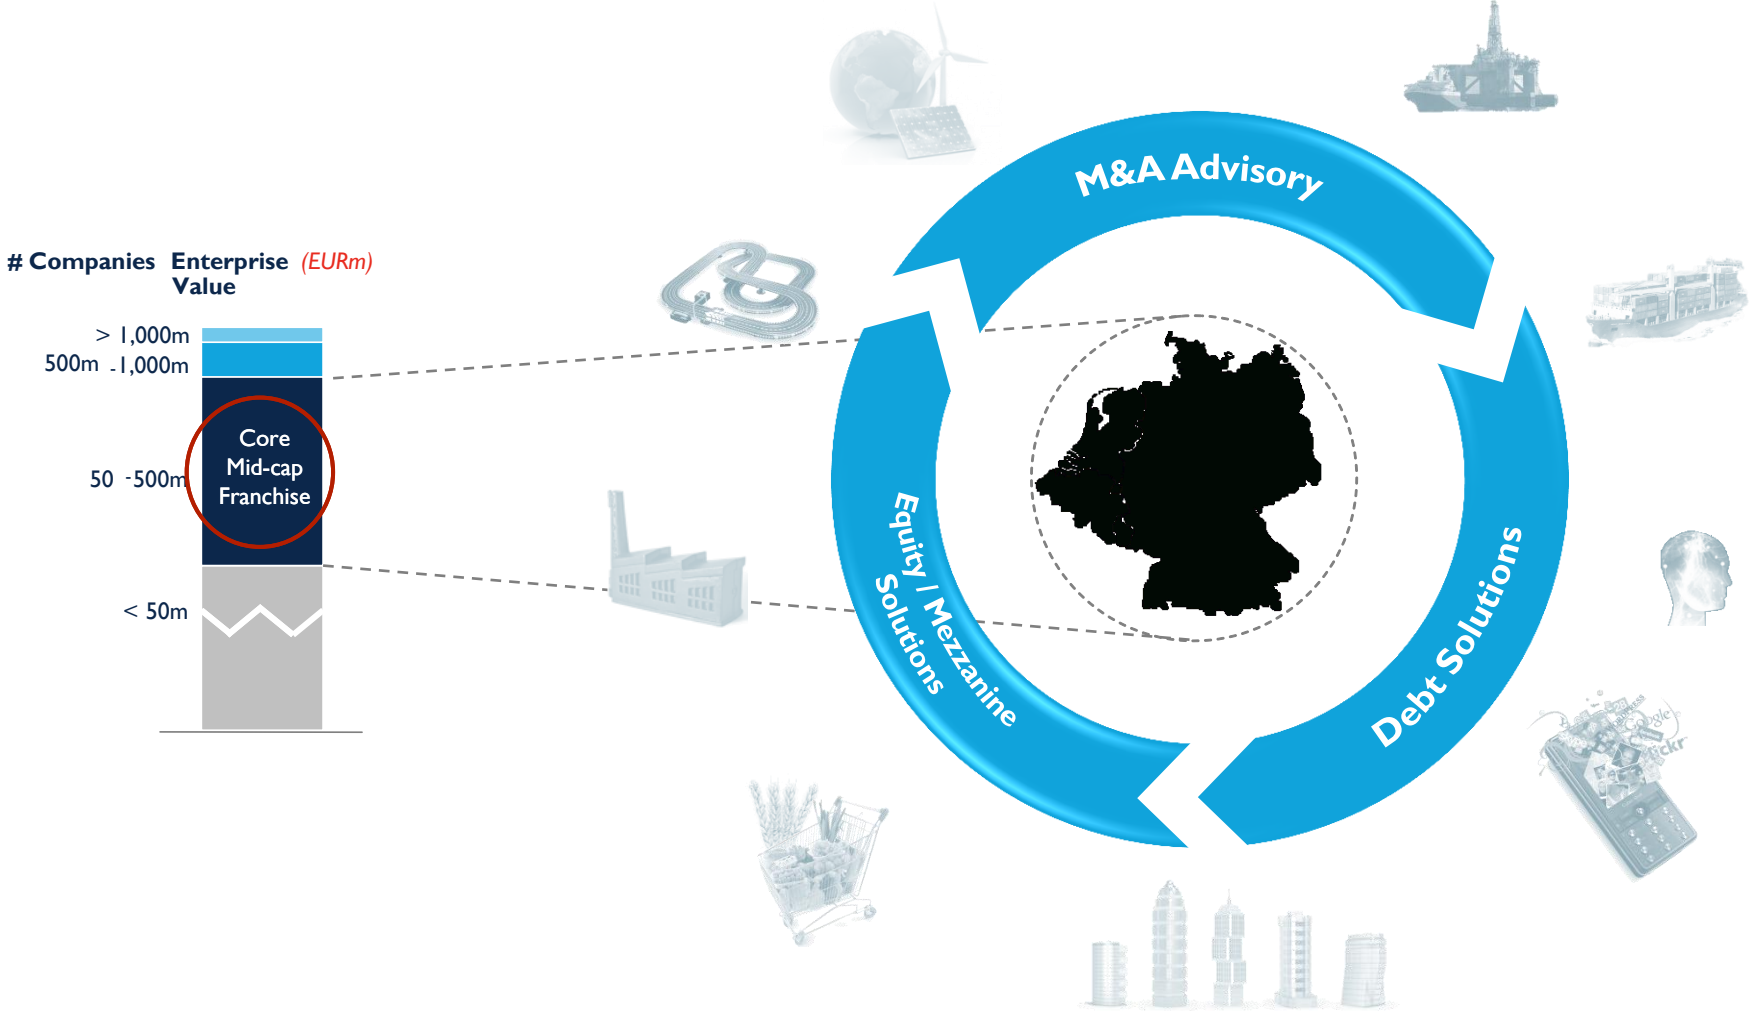 # Companies Enterprise (EURm)
Value
> 1,000m
500m -1,000m
50 -500m
< 50m
Core
Mid-cap
Franchise
M&A Advisory
Debt Solutions
Equity / Mezzanine
Solutions
Google